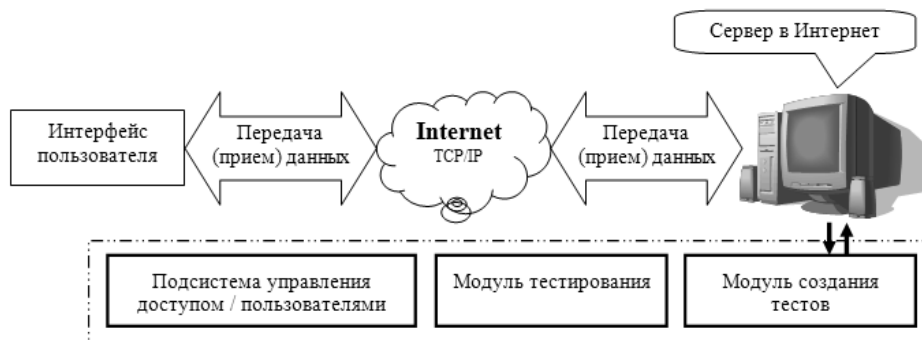 Сервер в Интернет
Интерфейс
пользователя
Передача
(прием) данных
Internet
TCP/IP
Передача
(прием) данных
Подсистема управления
доступом / пользователями
Модуль тестирования
Модуль создания
тестов